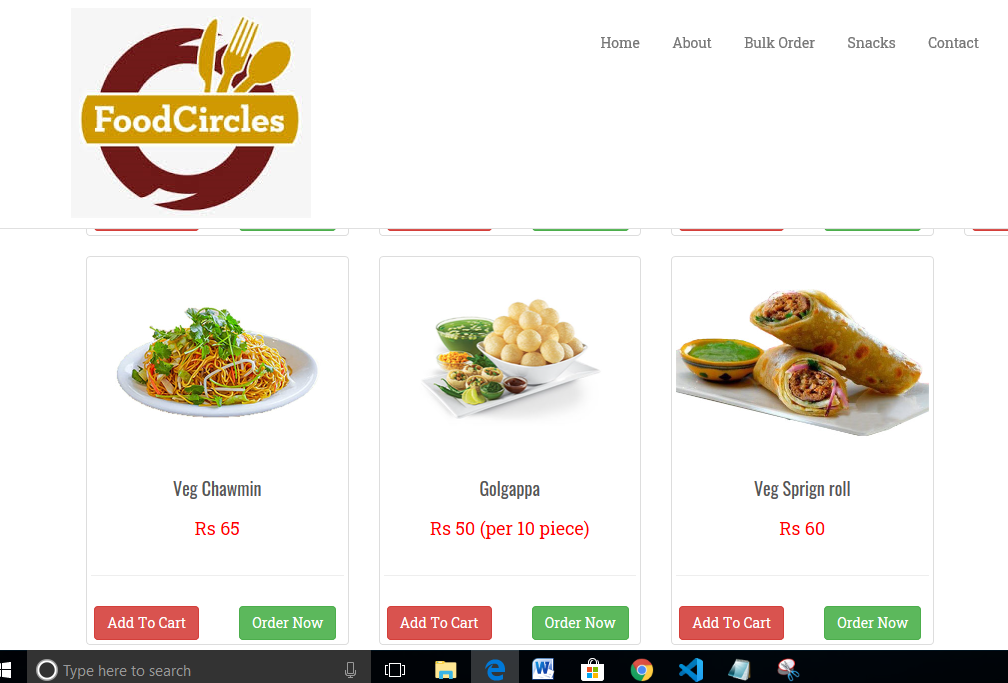 FoodCircles
Home About Bulk Order Snacks Contact
Veg Chawmin
Rs 65
Add To Cart Order Now
Golgappa
Rs 50 (per 10 piece)
Add To Cart Order Now
Veg Sprign roll
Rs 60
Add To Cart Order Now
Type here to search